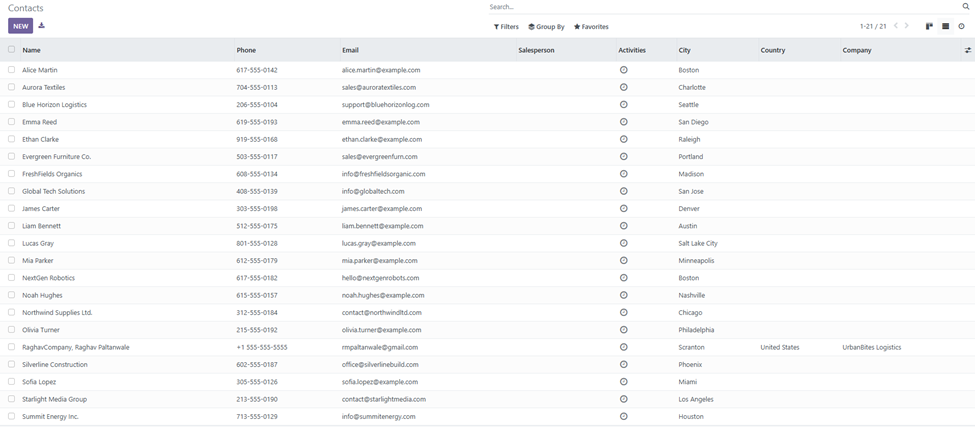 Contacts
Search...
NEW
Filters Group By Favorites 1-21 / 21
Name Phone Email Salesperson Activities City Country Company
Alice Martin 617-555-0142 alice.martin@example.com Boston
Aurora Textiles 704-555-0113 sales@auroratextiles.com Charlotte
Blue Horizon Logistics 206-555-0104 support@bluehorizonlog.com Seattle
Emma Reed 619-555-0193 emma.reed@example.com San Diego
Ethan Clarke 919-555-0168 ethan.clarke@example.com Raleigh
Evergreen Furniture Co. 503-555-0117 sales@evergreenfurn.com Portland
FreshFields Organics 608-555-0134 info@freshfieldsorganic.com Madison
Global Tech Solutions 408-555-0139 info@globaltech.com San Jose
James Carter 303-555-0198 james.carter@example.com Denver
Liam Bennett 512-555-0175 liam.bennett@example.com Austin
Lucas Gray 801-555-0128 lucas.gray@example.com Salt Lake City
Mia Parker 612-555-0179 mia.parker@example.com Minneapolis
NextGen Robotics 617-555-0182 hello@nextgenrobots.com Boston
Noah Hughes 615-555-0157 noah.hughes@example.com Nashville
Northwind Supplies Ltd. 312-555-0184 contact@northwindltd.com Chicago
Olivia Turner 215-555-0192 olivia.turner@example.com Philadelphia
RaghavCompany, Raghav Paltanwale +1 555-555-5555 rmpaltanwale@gmail.com Scranton United States UrbanBites Logistics
Silverline Construction 602-555-0187 office@silverlinebuild.com Phoenix
Sofia Lopez 305-555-0126 sofia.lopez@example.com Miami
Starlight Media Group 213-555-0190 contact@starlightmedia.com Los Angeles
Summit Energy Inc. 713-555-0129 info@summitenergy.com Houston